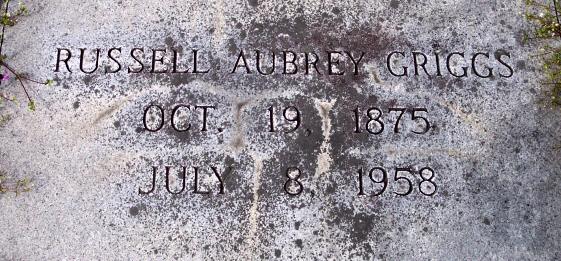 RUSSELL AUBREY GRIGGS
OCT. 19, 1875
JULY 8, 1958